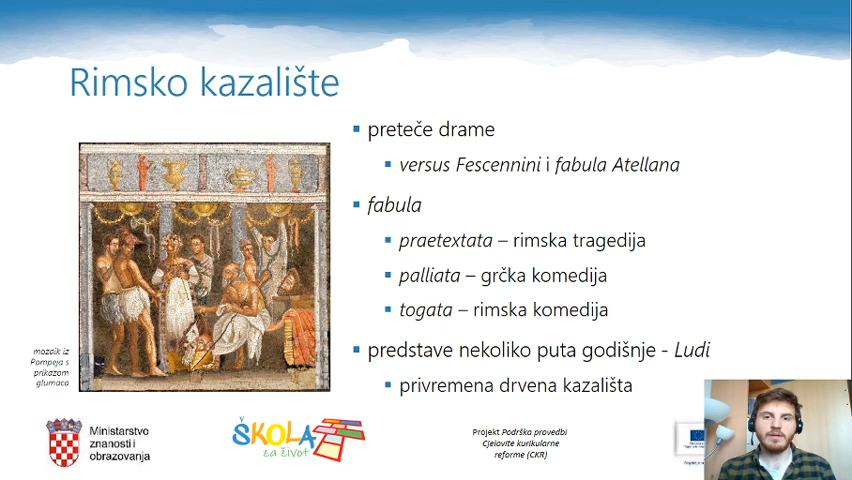 Rimsko kazalište
preteče drame
versus Fescennini i fabula Atellana
fabula
praetextata – rimska tragedija
palliata – grčka komedija
togata – rimska komedija
predstave nekoliko puta godišnje - Ludi
privremena drvena kazališta
mozaik iz
Pompeja s
prikazom
glumaca
Ministarstvo
znanosti i
obrazovanja
ŠKOLA
za život
Projekt Podrška provedbi
Cjelovite kurikularne
reforme (CKR)